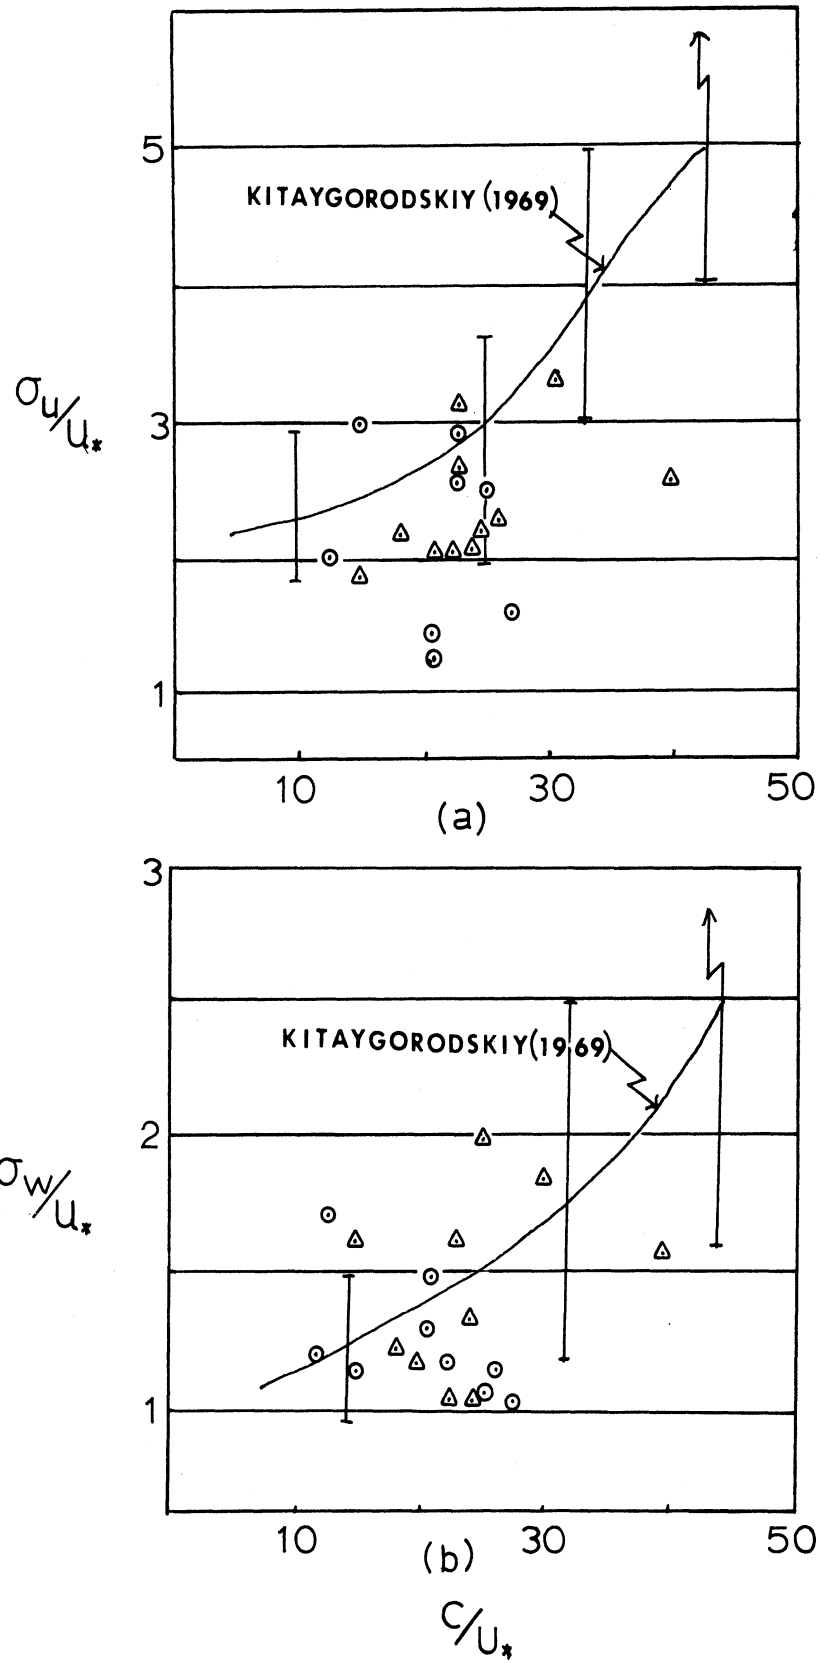 5
KITAYGORODSKIY (1969)
σu/u*
3
1
10 30 50
(a)
3
KITAYGORODSKIY (1969)
2
σw/u*
1
10 30 50
(b)
c/u*